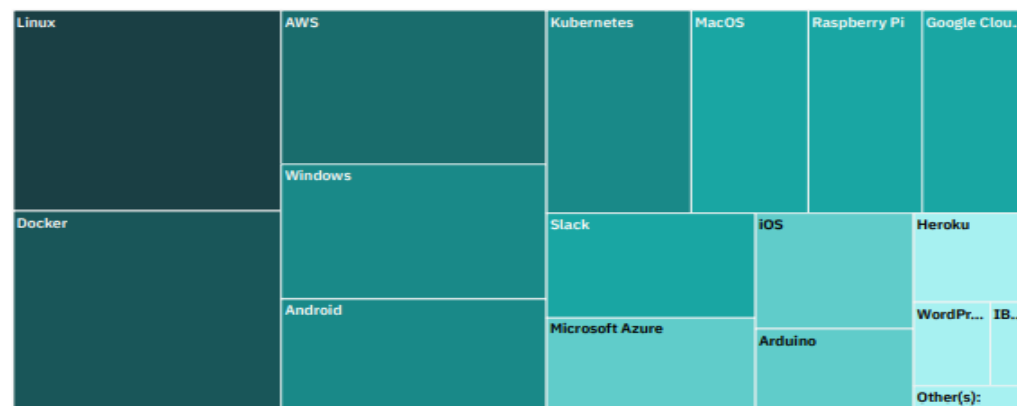 Linux
AWS
Kubernetes
MacOS
Raspberry Pi
Google Clou...
Windows
Docker
Slack
iOS
Heroku
Android
WordPr...
IB...
Microsoft Azure
Arduino
Other(s):